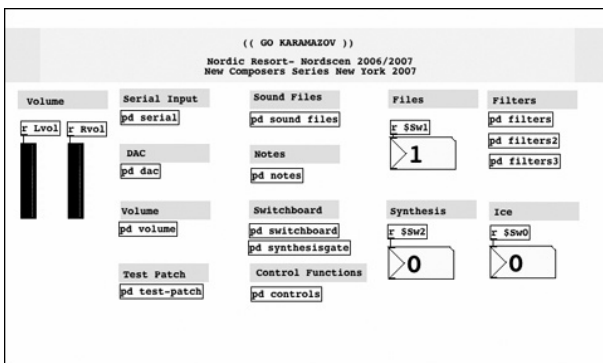 (( GO KARAMAZOV ))
Nordic Resort- Nordscen 2006/2007
New Composers Series New York 2007
Volume
r Lvol
r Rvol
Serial Input
pd serial
DAC
pd dac
Volume
pd volume
Test Patch
pd test-patch
Sound Files
pd sound files
Notes
pd notes
Switchboard
pd switchboard
pd synthesisgate
Control Functions
pd controls
Files
r $Sw1
1
Synthesis
r $Sw2
0
Filters
pd filters
pd filters2
pd filters3
Ice
r $Sw0
0